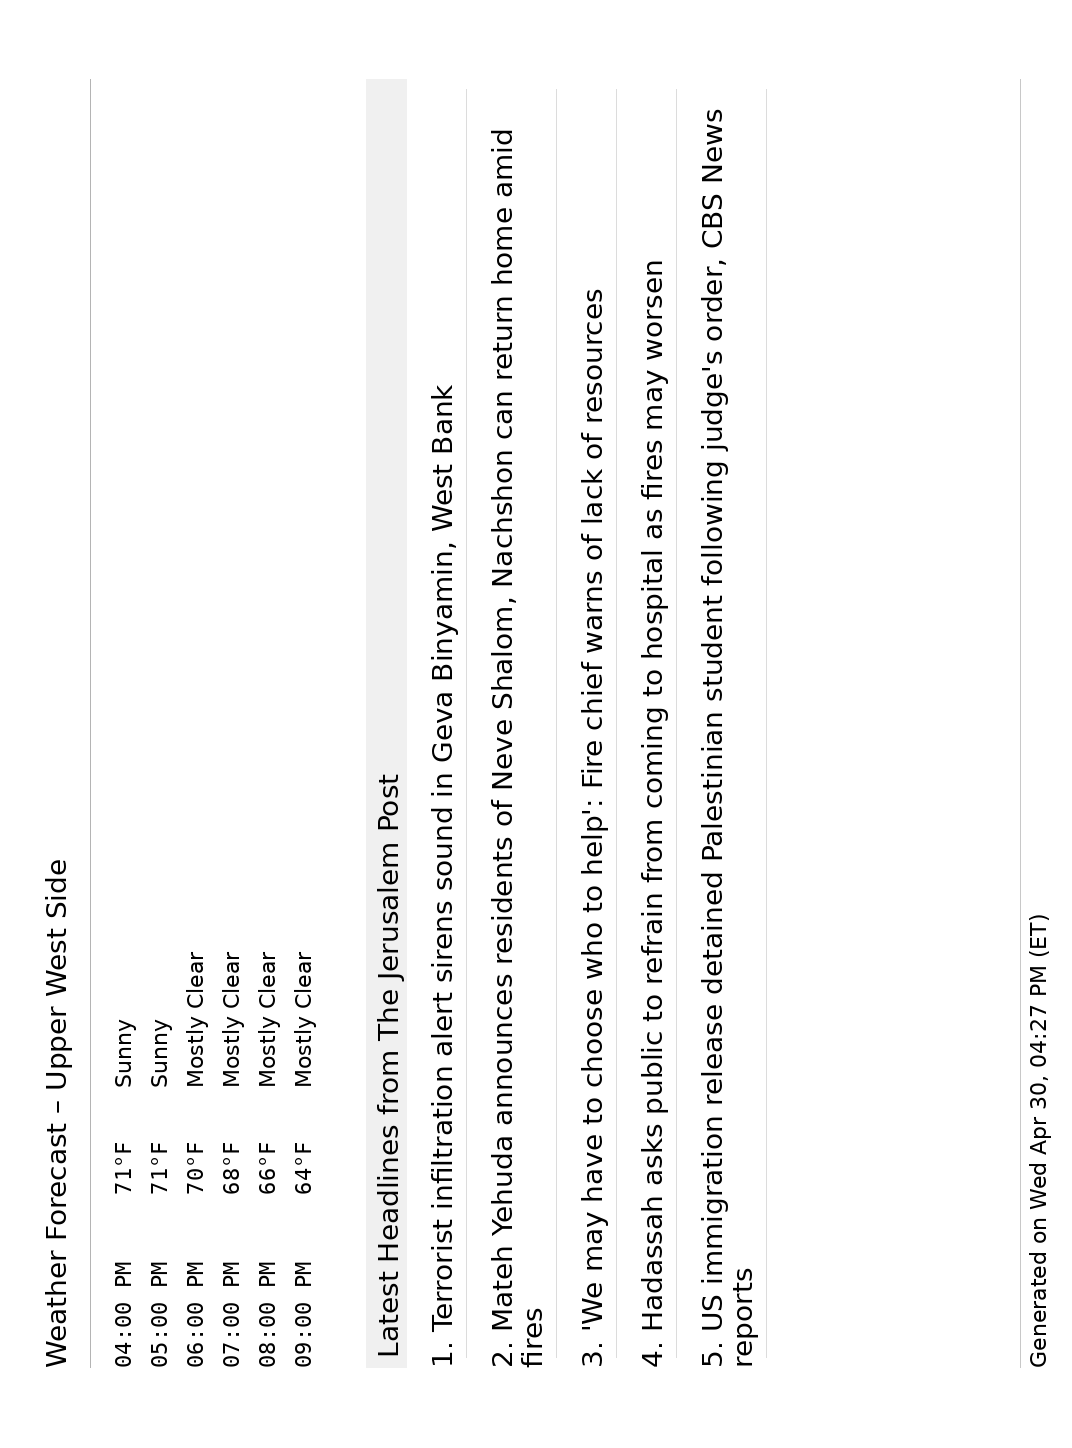 Weather Forecast – Upper West Side
04:00 PM 71°F Sunny
05:00 PM 71°F Sunny
06:00 PM 70°F Mostly Clear
07:00 PM 68°F Mostly Clear
08:00 PM 66°F Mostly Clear
09:00 PM 64°F Mostly Clear
Latest Headlines from The Jerusalem Post
1. Terrorist infiltration alert sirens sound in Geva Binyamin, West Bank
2. Mateh Yehuda announces residents of Neve Shalom, Nachshon can return home amid
fires
3. 'We may have to choose who to help': Fire chief warns of lack of resources
4. Hadassah asks public to refrain from coming to hospital as fires may worsen
5. US immigration release detained Palestinian student following judge's order, CBS News
reports
Generated on Wed Apr 30, 04:27 PM (ET)